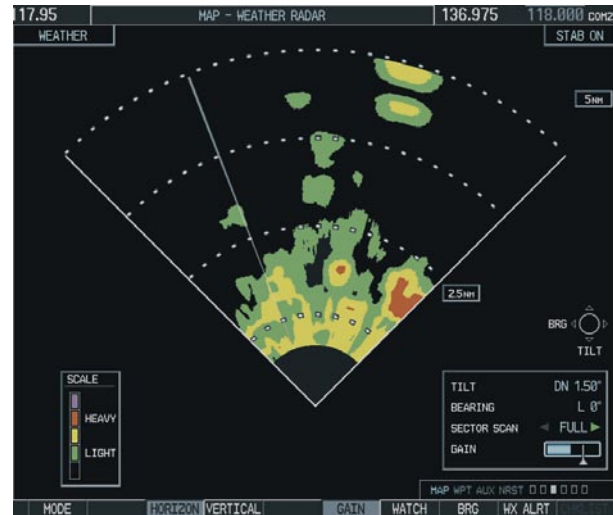 117.95 MAP - WEATHER RADAR 136.975 118.000 COM2
WEATHER STAB ON
5NM
2.5NM
BRG
TILT
SCALE
HEAVY
LIGHT
TILT DN 1.50°
BEARING L 0°
SECTOR SCAN FULL
GAIN
MAP WPT AUX NRST
MODE HORIZON VERTICAL GAIN WATCH BRG WX ALRT CHKLIST